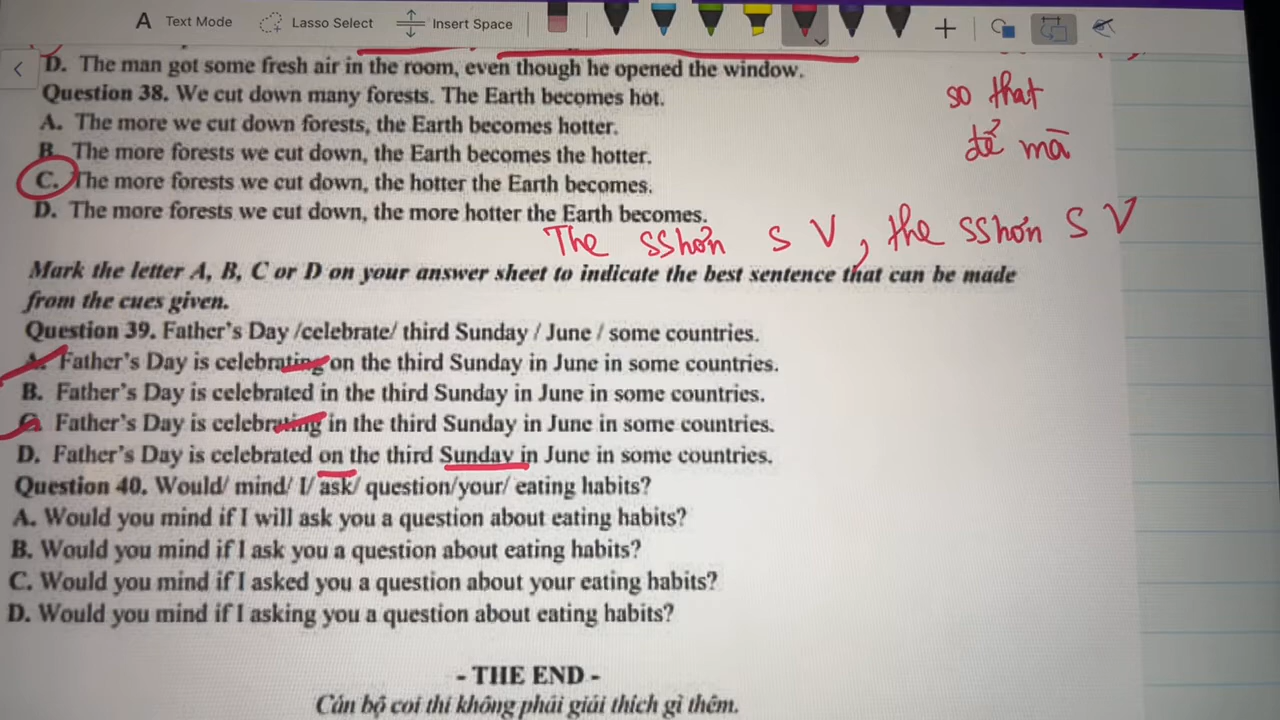 A Text Mode Lasso Select Insert Space
D. The man got some fresh air in the room, even though he opened the window.
Question 38. We cut down many forests. The Earth becomes hot.
A. The more we cut down forests, the Earth becomes hotter.
B. The more forests we cut down, the Earth becomes the hotter.
C. The more forests we cut down, the hotter the Earth becomes.
D. The more forests we cut down, the more hotter the Earth becomes.
so that
để mà
The sshơn S V, the sshơn S V
Mark the letter A, B, C or D on your answer sheet to indicate the best sentence that can be made
from the cues given.
Question 39. Father's Day /celebrate/ third Sunday / June / some countries.
A. Father's Day is celebrating on the third Sunday in June in some countries.
B. Father's Day is celebrated in the third Sunday in June in some countries.
C. Father's Day is celebrating in the third Sunday in June in some countries.
D. Father's Day is celebrated on the third Sunday in June in some countries.
Question 40. Would/ mind/ I/ ask/ question/your/ eating habits?
A. Would you mind if I will ask you a question about eating habits?
B. Would you mind if I ask you a question about eating habits?
C. Would you mind if I asked you a question about your eating habits?
D. Would you mind if I asking you a question about eating habits?
- THE END -
Cán bộ coi thi không phải giải thích gì thêm.